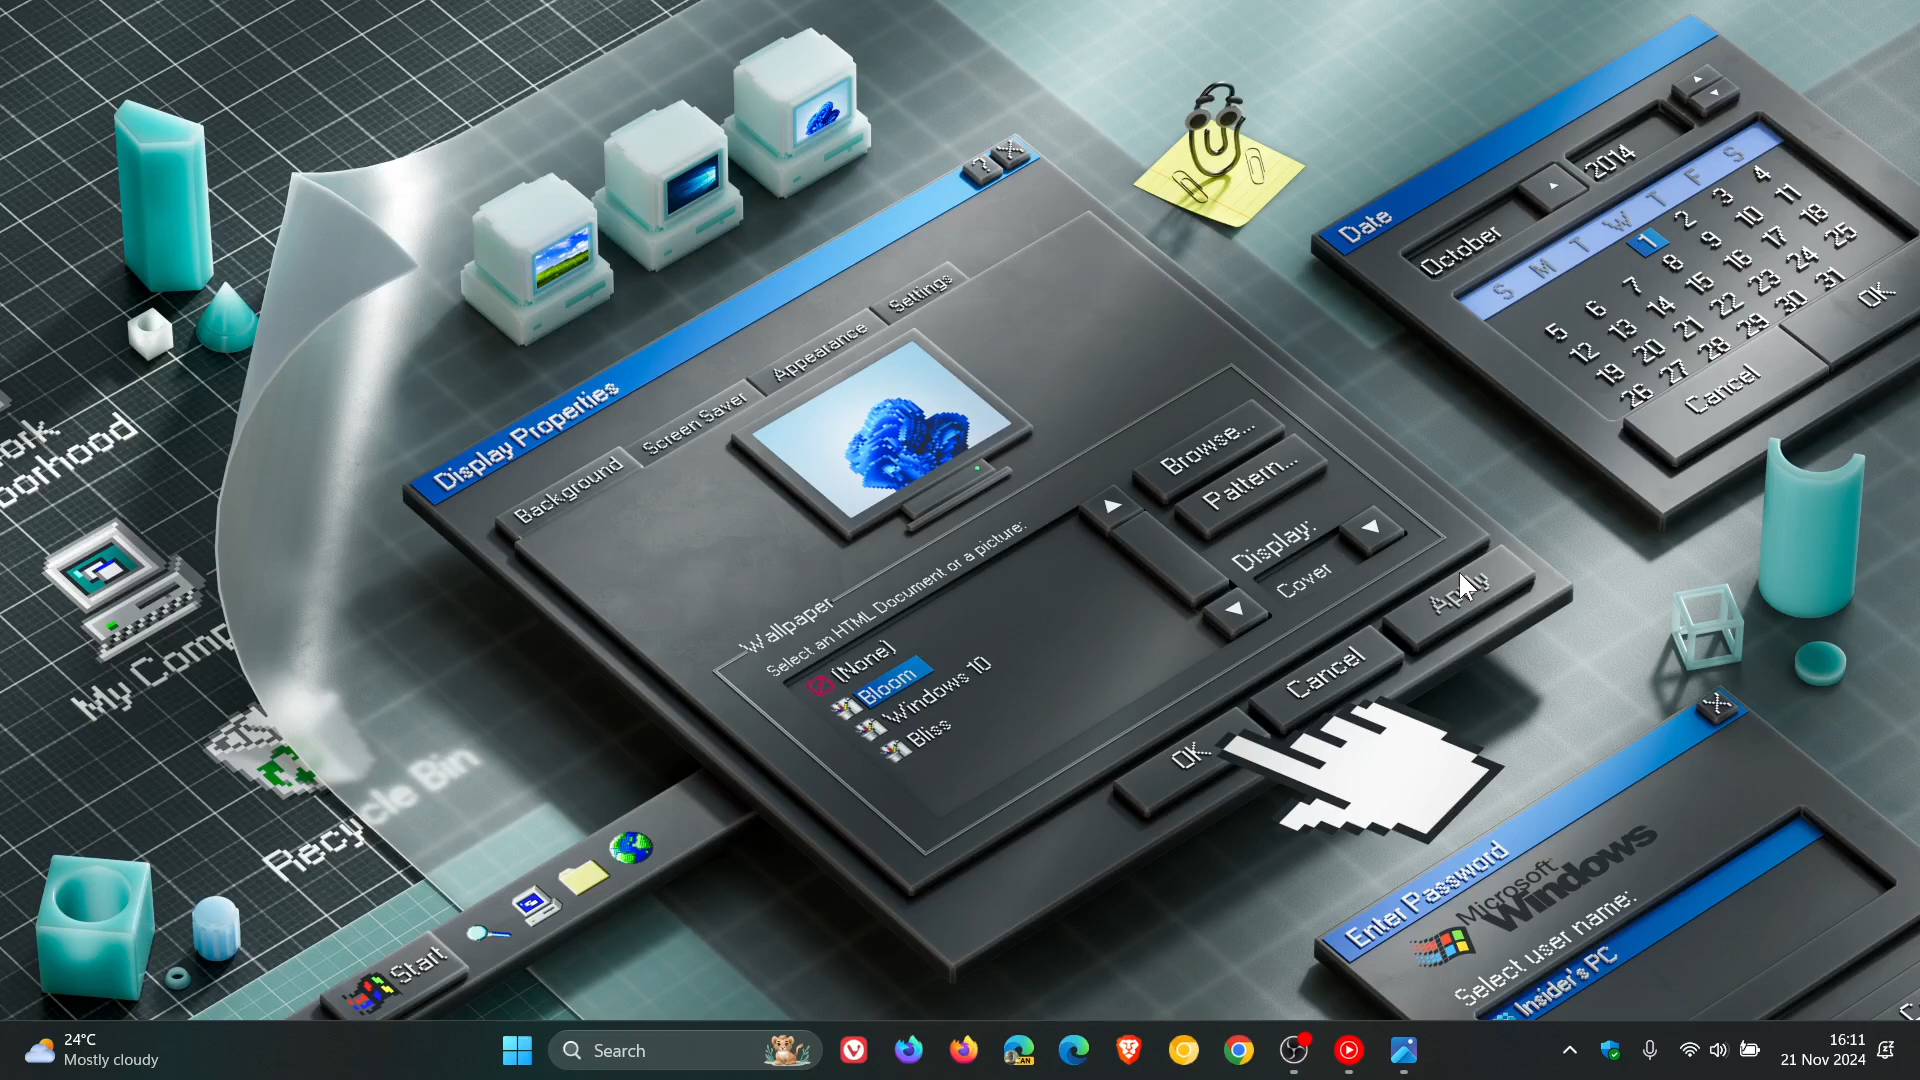 Date
October
2014
S M T W T F S
1 2 3 4
5 6 7 8 9 10 11
12 13 14 15 16 17 18
19 20 21 22 23 24 25
26 27 28 29 30 31
Cancel
OK
?
Display Properties
Background
Screen Saver
Appearance
Settings
Wallpaper
Select an HTML Document or a picture:
(None)
Bloom
Windows 10
Bliss
Browse...
Pattern...
Display:
Cover
OK
Cancel
Apply
My Comp
Recycle Bin
Start
Enter Password
Microsoft
Windows
Select user name:
Insider's PC
24°C
Mostly cloudy
Search
CAN
16:11
21 Nov 2024